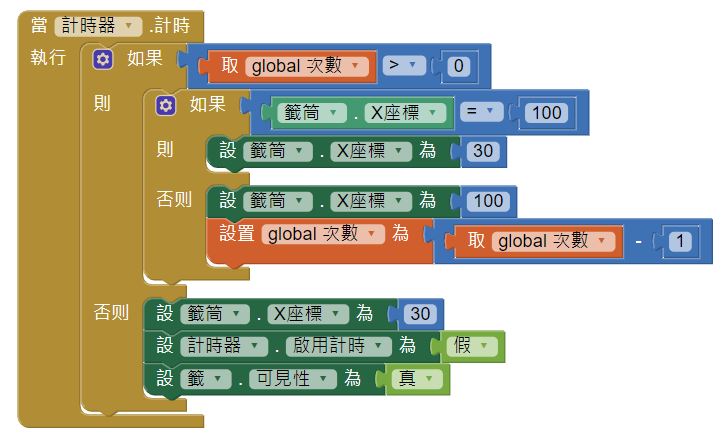 當 計時器 .計時
執行 如果 取 global 次數 > 0
則 如果 籤筒 . X座標 = 100
則 設 籤筒 . X座標 為 30
否則 設 籤筒 . X座標 為 100
設置 global 次數 為 取 global 次數 - 1
否則 設 籤筒 . X座標 為 30
設 計時器 . 啟用計時 為 假
設 籤 . 可見性 為 真